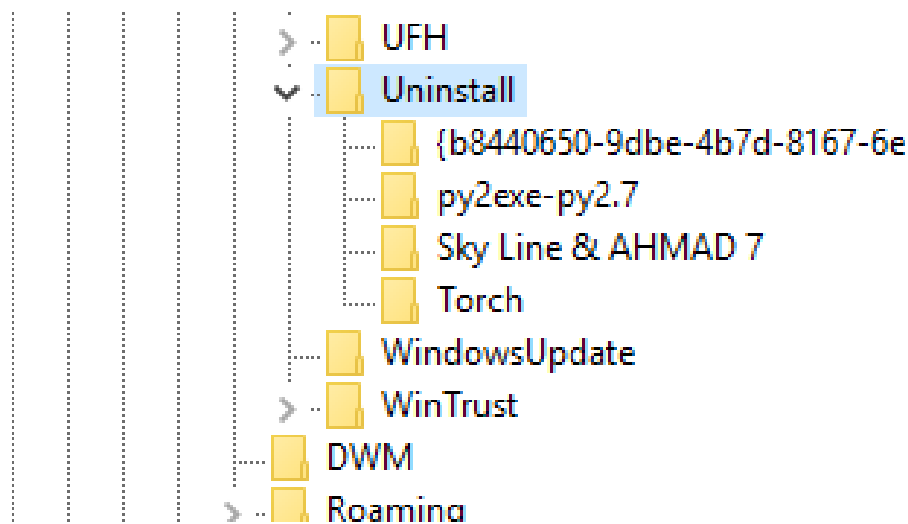 UFH
Uninstall
{b8440650-9dbe-4b7d-8167-6e
py2exe-py2.7
Sky Line & AHMAD 7
Torch
WindowsUpdate
WinTrust
DWM
Roaming